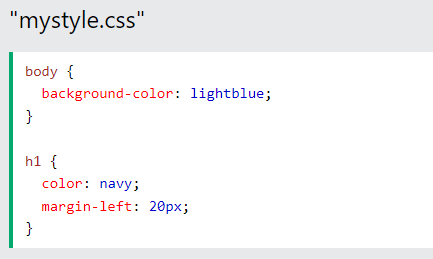 "mystyle.css"
body {
  background-color: lightblue;
}

h1 {
  color: navy;
  margin-left: 20px;
}